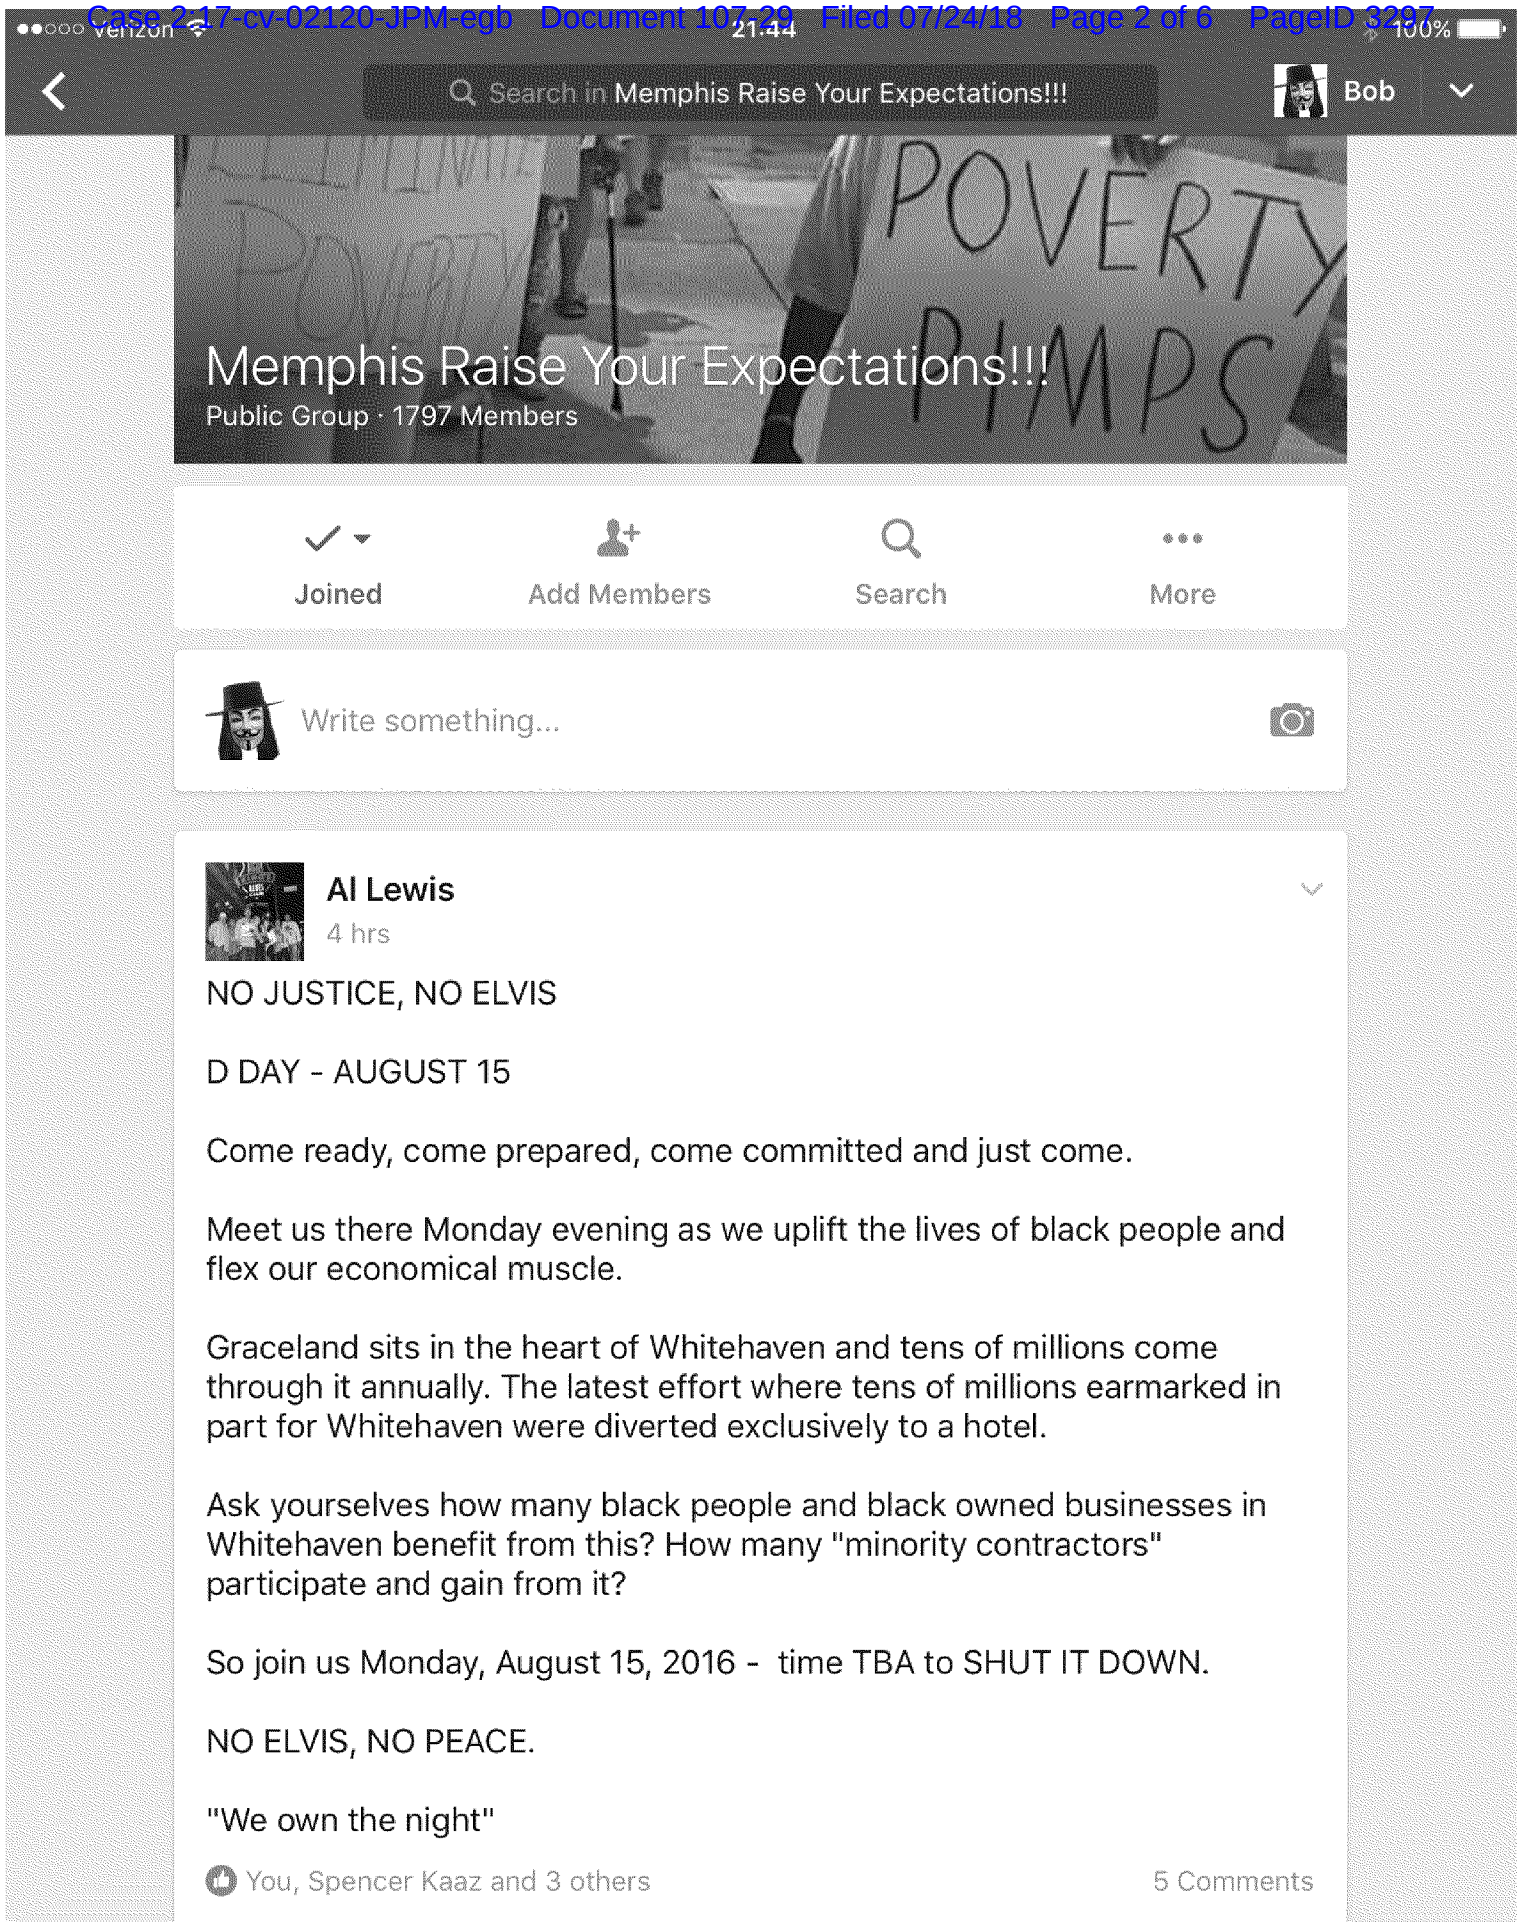 Case 2:17-cv-02120-JPM-egb Document 107-29 Filed 07/24/18 Page 2 of 6 PageID 3297
verizon 21:44 100%
Search in Memphis Raise Your Expectations!!! Bob
POVERTY
PIMPS
Memphis Raise Your Expectations!!!
Public Group · 1797 Members
Joined Add Members Search More
Write something...
Al Lewis
4 hrs
NO JUSTICE, NO ELVIS
D DAY - AUGUST 15
Come ready, come prepared, come committed and just come.
Meet us there Monday evening as we uplift the lives of black people and
flex our economical muscle.
Graceland sits in the heart of Whitehaven and tens of millions come
through it annually. The latest effort where tens of millions earmarked in
part for Whitehaven were diverted exclusively to a hotel.
Ask yourselves how many black people and black owned businesses in
Whitehaven benefit from this? How many "minority contractors"
participate and gain from it?
So join us Monday, August 15, 2016 -  time TBA to SHUT IT DOWN.
NO ELVIS, NO PEACE.
"We own the night"
You, Spencer Kaaz and 3 others 5 Comments